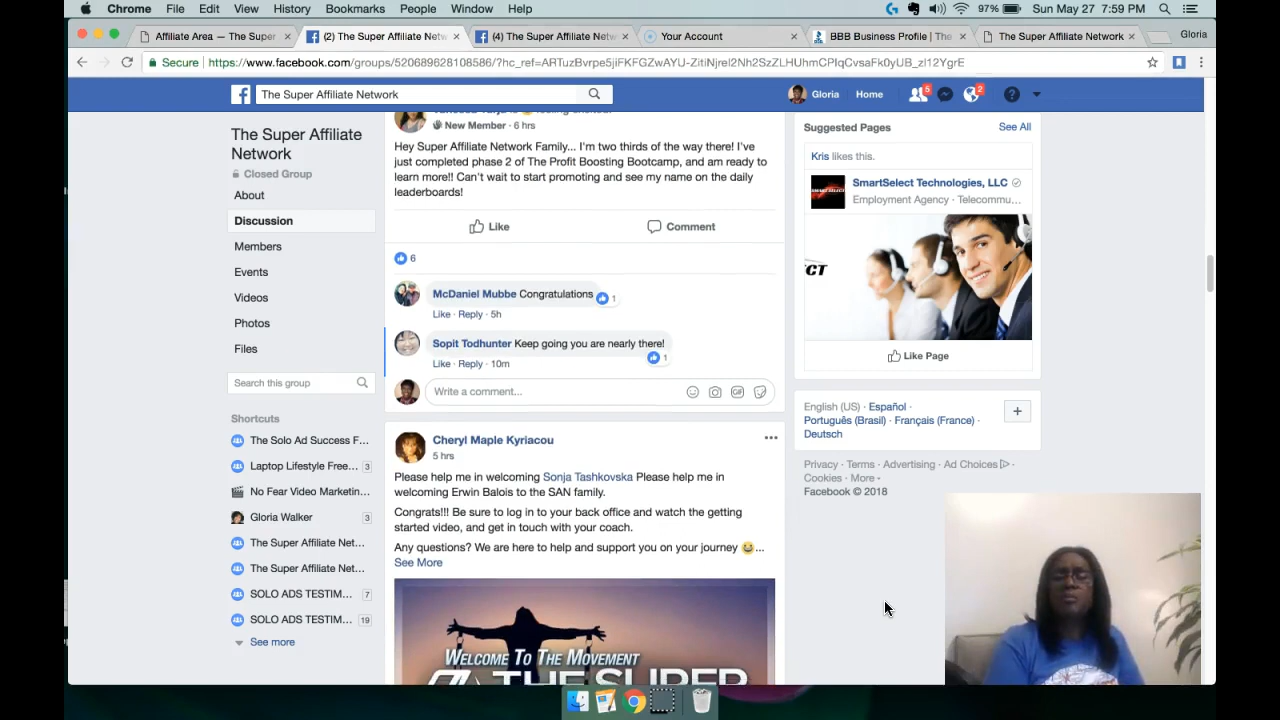 Chrome File Edit View History Bookmarks People Window Help 97% Sun May 27 7:59 PM
Affiliate Area — The Super (2) The Super Affiliate Netw (4) The Super Affiliate Netw Your Account BBB Business Profile | The The Super Affiliate Network Gloria
Secure https://www.facebook.com/groups/520689628108586/?hc_ref=
The Super Affiliate Network Gloria Home 5 2
The Super Affiliate
Network
Closed Group
About
Discussion
Members
Events
Videos
Photos
Files
Search this group
Shortcuts
The Solo Ad Success F...
Laptop Lifestyle Free... 3
No Fear Video Marketin...
Gloria Walker 3
The Super Affiliate Net...
The Super Affiliate Net...
SOLO ADS TESTIM... 7
SOLO ADS TESTIM... 19
See more
New Member · 6 hrs
Hey Super Affiliate Network Family... I'm two thirds of the way there! I've
just completed phase 2 of The Profit Boosting Bootcamp, and am ready to
learn more!! Can't wait to start promoting and see my name on the daily
leaderboards!
Like Comment
6
McDaniel Mubbe Congratulations 1
Like · Reply · 5h
Sopit Todhunter Keep going you are nearly there!
1
Like · Reply · 10m
Write a comment...
GIF
Cheryl Maple Kyriacou
5 hrs
Please help me in welcoming Sonja Tashkovska Please help me in
welcoming Erwin Balois to the SAN family.
Congrats!!! Be sure to log in to your back office and watch the getting
started video, and get in touch with your coach.
Any questions? We are here to help and support you on your journey 😀...
See More
WELCOME TO THE MOVEMENT
THE SUPER
Suggested Pages See All
Kris likes this.
SmartSelect Technologies, LLC
Employment Agency · Telecommu...
CT
Like Page
English (US) · Español ·
Português (Brasil) · Français (France) ·
Deutsch
Privacy · Terms · Advertising · Ad Choices ·
Cookies · More
Facebook © 2018